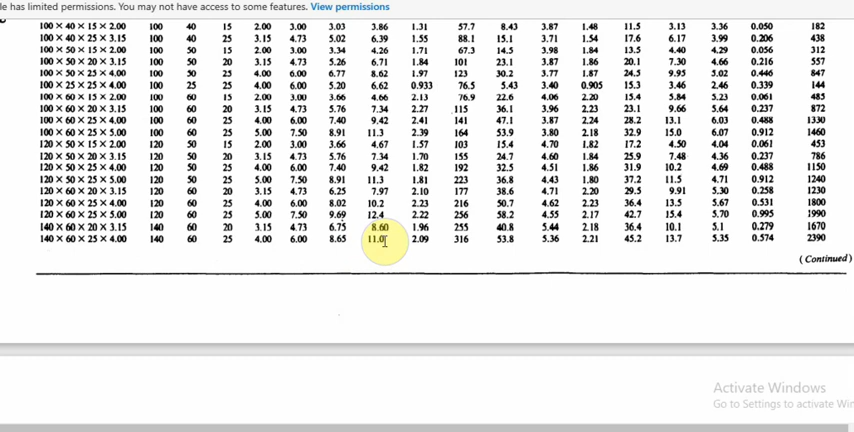 le has limited permissions. You may not have access to some features. View permissions
100 × 40 × 15 × 2.00 100 40 15 2.00 3.00 3.03 3.86 1.31 57.7 8.43 3.87 1.48 11.5 3.13 3.36 0.050 182
100 × 40 × 25 × 3.15 100 40 25 3.15 4.73 5.02 6.39 1.55 88.1 15.1 3.71 1.54 17.6 6.17 3.99 0.206 438
100 × 50 × 15 × 2.00 100 50 15 2.00 3.00 3.34 4.26 1.71 67.3 14.5 3.98 1.84 13.5 4.40 4.29 0.056 312
100 × 50 × 20 × 3.15 100 50 20 3.15 4.73 5.26 6.71 1.84 101 23.1 3.87 1.86 20.1 7.30 4.66 0.216 557
100 × 50 × 25 × 4.00 100 50 25 4.00 6.00 6.77 8.62 1.97 123 30.2 3.77 1.87 24.5 9.95 5.02 0.446 847
100 × 25 × 25 × 4.00 100 25 25 4.00 6.00 5.20 6.62 0.933 76.5 5.43 3.40 0.905 15.3 3.46 2.46 0.339 144
100 × 60 × 15 × 2.00 100 60 15 2.00 3.00 3.66 4.66 2.13 76.9 22.6 4.06 2.20 15.4 5.84 5.23 0.061 485
100 × 60 × 20 × 3.15 100 60 20 3.15 4.73 5.76 7.34 2.27 115 36.1 3.96 2.23 23.1 9.66 5.64 0.237 872
100 × 60 × 25 × 4.00 100 60 25 4.00 6.00 7.40 9.42 2.41 141 47.1 3.87 2.24 28.2 13.1 6.03 0.488 1330
100 × 60 × 25 × 5.00 100 60 25 5.00 7.50 8.91 11.3 2.39 164 53.9 3.80 2.18 32.9 15.0 6.07 0.912 1460
120 × 50 × 15 × 2.00 120 50 15 2.00 3.00 3.66 4.67 1.57 103 15.4 4.70 1.82 17.2 4.50 4.04 0.061 453
120 × 50 × 20 × 3.15 120 50 20 3.15 4.73 5.76 7.34 1.70 155 24.7 4.60 1.84 25.9 7.48 4.36 0.237 786
120 × 50 × 25 × 4.00 120 50 25 4.00 6.00 7.40 9.42 1.82 192 32.5 4.51 1.86 31.9 10.2 4.69 0.488 1150
120 × 50 × 25 × 5.00 120 50 25 5.00 7.50 8.91 11.3 1.81 223 36.8 4.43 1.80 37.2 11.5 4.71 0.912 1240
120 × 60 × 20 × 3.15 120 60 20 3.15 4.73 6.25 7.97 2.10 177 38.6 4.71 2.20 29.5 9.91 5.30 0.258 1230
120 × 60 × 25 × 4.00 120 60 25 4.00 6.00 8.02 10.2 2.23 216 50.7 4.62 2.23 36.4 13.5 5.67 0.531 1800
120 × 60 × 25 × 5.00 120 60 25 5.00 7.50 9.69 12.4 2.22 256 58.2 4.55 2.17 42.7 15.4 5.70 0.995 1990
140 × 60 × 20 × 3.15 140 60 20 3.15 4.73 6.75 8.60 1.96 255 40.8 5.44 2.18 36.4 10.1 5.1 0.279 1670
140 × 60 × 25 × 4.00 140 60 25 4.00 6.00 8.65 11.0 2.09 316 53.8 5.36 2.21 45.2 13.7 5.35 0.574 2390
(Continued)
Activate Windows
Go to Settings to activate Win